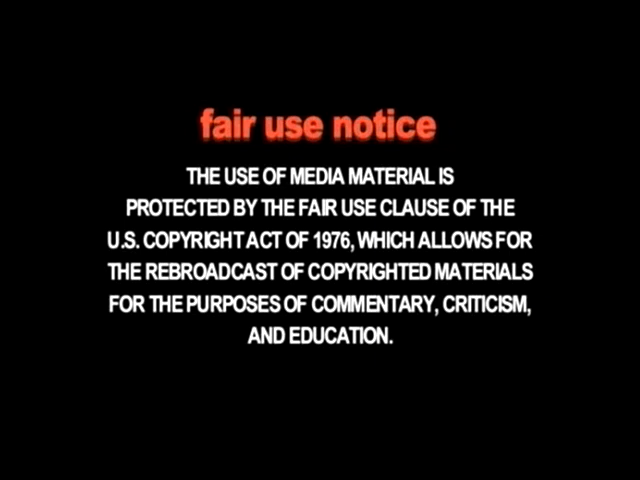 fair use notice
THE USE OF MEDIA MATERIAL IS
PROTECTED BY THE FAIR USE CLAUSE OF THE
U.S. COPYRIGHT ACT OF 1976, WHICH ALLOWS FOR
THE REBROADCAST OF COPYRIGHTED MATERIALS
FOR THE PURPOSES OF COMMENTARY, CRITICISM,
AND EDUCATION.